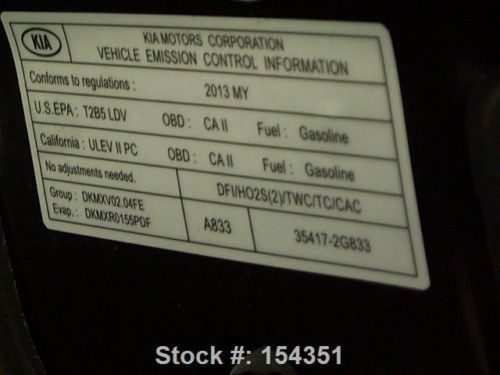 KIA
KIA MOTORS CORPORATION
VEHICLE EMISSION CONTROL INFORMATION
Conforms to regulations : 2013 MY
U.S.EPA : T2B5 LDV OBD : CA II Fuel : Gasoline
California : ULEV II PC OBD : CA II Fuel : Gasoline
No adjustments needed. DFI/HO2S(2)/TWC/TC/CAC
Group : DKMXV02.04FE
Evap. : DKMXR0155PDF
A833 35417-2G833
Stock #: 154351